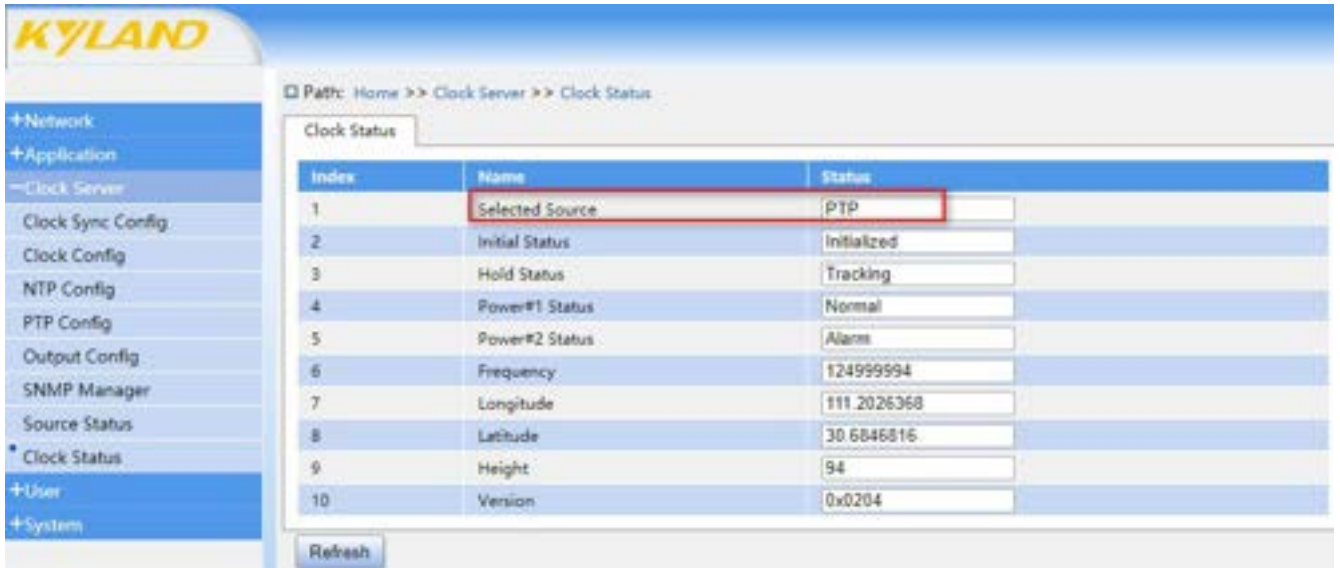 KYLAND
Path: Home >> Clock Server >> Clock Status
+Network
+Application
−Clock Server
Clock Sync Config
Clock Config
NTP Config
PTP Config
Output Config
SNMP Manager
Source Status
Clock Status
+User
+System
Clock Status
Index Name Status
1 Selected Source PTP
2 Initial Status Initialized
3 Hold Status Tracking
4 Power#1 Status Normal
5 Power#2 Status Alarm
6 Frequency 124999994
7 Longitude 111.2026368
8 Latitude 30.6846816
9 Height 94
10 Version 0x0204
Refresh